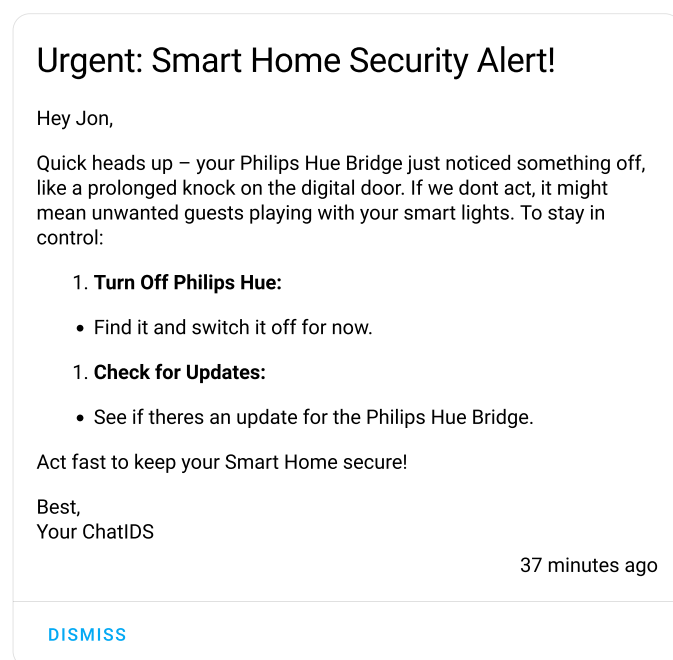 Urgent: Smart Home Security Alert!
Hey Jon,
Quick heads up – your Philips Hue Bridge just noticed something off,
like a prolonged knock on the digital door. If we dont act, it might
mean unwanted guests playing with your smart lights. To stay in
control:
1. Turn Off Philips Hue:
• Find it and switch it off for now.
1. Check for Updates:
• See if theres an update for the Philips Hue Bridge.
Act fast to keep your Smart Home secure!
Best,
Your ChatIDS
37 minutes ago
DISMISS